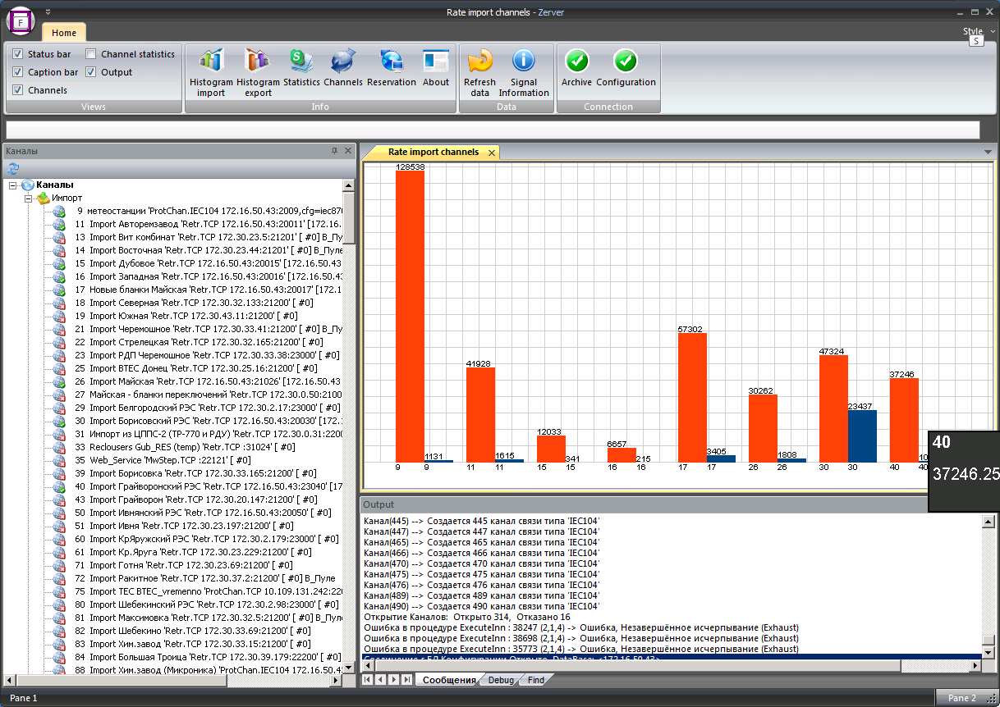 Rate import channels - Zerver
F
Home
Style
S
Status bar
Channel statistics
Caption bar
Output
Channels
Views
Histogram import
Histogram export
Statistics
Channels
Reservation
About
Info
Refresh data
Signal Information
Data
Archive
Configuration
Connection
Каналы
Каналы
Импорт
9 метеостанции 'ProtChan.IEC104 172.16.50.43:2009,cfg=iec870
11 Import Авторемзавод 'Retr.TCP 172.16.50.43:20011' [172.16.
13 Import Вит комбинат 'Retr.TCP 172.30.23.5:21201' [ #0] В_Пу
14 Import Восточная 'Retr.TCP 172.30.23.44:21201' [ #0] В_Пуле
15 Import Дубовое 'Retr.TCP 172.16.50.43:20015' [172.16.50.43
16 Import Западная 'Retr.TCP 172.16.50.43:20016' [172.16.50.4:
17 Новые бланки Майская 'Retr.TCP 172.16.50.43:20017' [172.1
18 Import Северная 'Retr.TCP 172.30.32.133:21200' [ #0]
19 Import Южная 'Retr.TCP 172.30.43.11:21200' [ #0]
21 Import Черемошное 'Retr.TCP 172.30.33.41:21200' [ #0] В_Пу
22 Import Стрелецкая 'Retr.TCP 172.30.32.165:21200' [ #0]
23 Import РДП Черемошное 'Retr.TCP 172.30.33.38:23000' [ #0]
25 Import ВТЕС Донец 'Retr.TCP 172.30.25.16:21200' [ #0]
26 Import Майская 'Retr.TCP 172.16.50.43:21026' [172.16.50.43
27 Майская - бланки переключений 'Retr.TCP 172.30.0.50:2100
29 Import Белгородский РЭС 'Retr.TCP 172.30.2.17:23000' [ #0]
30 Import Борисовский РЭС 'Retr.TCP 172.16.50.43:20030' [172.1
31 Импорт из ЦППС-2 (ТР-770 и РДУ) 'Retr.TCP 172.30.0.31:2200
33 Reclousers Gub_RES (temp) 'Retr.TCP :31024' [ #0]
35 Web_Service 'MwStep.TCP :22121' [ #0]
39 Import Борисовка 'Retr.TCP 172.30.33.165:21200' [ #0]
40 Import Грайворонский РЭС 'Retr.TCP 172.16.50.43:23040' [17
43 Import Грайворон 'Retr.TCP 172.30.20.147:21200' [ #0]
50 Import Ивнянский РЭС 'Retr.TCP 172.16.50.43:20050' [ #0]
51 Import Ивня 'Retr.TCP 172.30.23.197:21200' [ #0]
60 Import КрЯружский РЭС 'Retr.TCP 172.30.2.179:23000' [ #0]
61 Import Кр.Яруга 'Retr.TCP 172.30.23.229:21200' [ #0]
71 Import Готня 'Retr.TCP 172.30.23.69:21200' [ #0]
72 Import Ракитное 'Retr.TCP 172.30.37.2:21200' [ #0] В_Пуле
75 Import ТЕС ВТЕС_vremenno 'ProtChan.TCP 10.109.131.242:220
80 Import Шебекинский РЭС 'Retr.TCP 172.30.2.98:23000' [ #0]
81 Import Максимовка 'Retr.TCP 172.30.32.5:21200' [ #0] В_Пуле
82 Import Шебекино 'Retr.TCP 172.30.33.69:21200' [ #0]
83 Import Хим.завод 'Retr.TCP 172.30.33.15:21200' [ #0]
84 Import Большая Троица 'Retr.TCP 172.30.39.179:22200' [ #0]
88 Import Хим.завод (Микроника) 'ProtChan.IEC104 172.16.50.4:
Rate import channels
128538
41928
12033
6657
57302
30262
47324
37246
1131
1615
341
215
3405
1808
23437
10
9 9 11 11 15 15 16 16 17 17 26 26 30 30 40 40
40
37246.25
Output
Канал(445) --> Создается 445 канал связи типа 'IEC104'
Канал(447) --> Создается 447 канал связи типа 'IEC104'
Канал(465) --> Создается 465 канал связи типа 'IEC104'
Канал(466) --> Создается 466 канал связи типа 'IEC104'
Канал(470) --> Создается 470 канал связи типа 'IEC104'
Канал(475) --> Создается 475 канал связи типа 'IEC104'
Канал(476) --> Создается 476 канал связи типа 'IEC104'
Канал(489) --> Создается 489 канал связи типа 'IEC104'
Канал(490) --> Создается 490 канал связи типа 'IEC104'
Открытие Каналов: Открыто 314, Отказано 16
Ошибка в процедуре ExecuteInn : 38247 (2,1,4) -> Ошибка, Незавершённое исчерпывание (Exhaust)
Ошибка в процедуре ExecuteInn : 38698 (2,1,4) -> Ошибка, Незавершённое исчерпывание (Exhaust)
Ошибка в процедуре ExecuteInn : 35773 (2,1,4) -> Ошибка, Незавершённое исчерпывание (Exhaust)
Соединение с БД Конфигурации Открыто, DataBase: <172.16.50.43>
Сообщения
Debug
Find
Pane 1
Pane 2